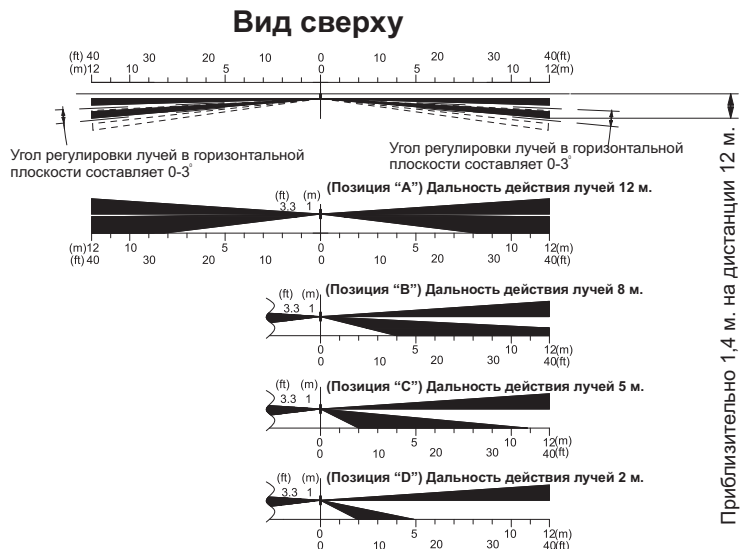 Вид сверху
(ft) 40 30 20 10 0 10 20 30 40(ft)
(m)12 10 5 0 5 10 12(m)
Угол регулировки лучей в горизонтальной
плоскости составляет 0-3°
Угол регулировки лучей в горизонтальной
плоскости составляет 0-3°
Приблизительно 1,4 м. на дистанции 12 м.
(Позиция “A”) Дальность действия лучей 12 м.
(ft) (m)
3.3 1
(m)12 10 5 0 5 10 12(m)
(ft) 40 30 20 10 0 10 20 30 40(ft)
(Позиция “B”) Дальность действия лучей 8 м.
(ft) (m)
3.3 1
0 5 10 12(m)
0 10 20 30 40(ft)
(Позиция “C”) Дальность действия лучей 5 м.
(ft) (m)
3.3 1
0 5 10 12(m)
0 10 20 30 40(ft)
(Позиция “D”) Дальность действия лучей 2 м.
(ft) (m)
3.3 1
0 5 10 12(m)
0 10 20 30 40(ft)